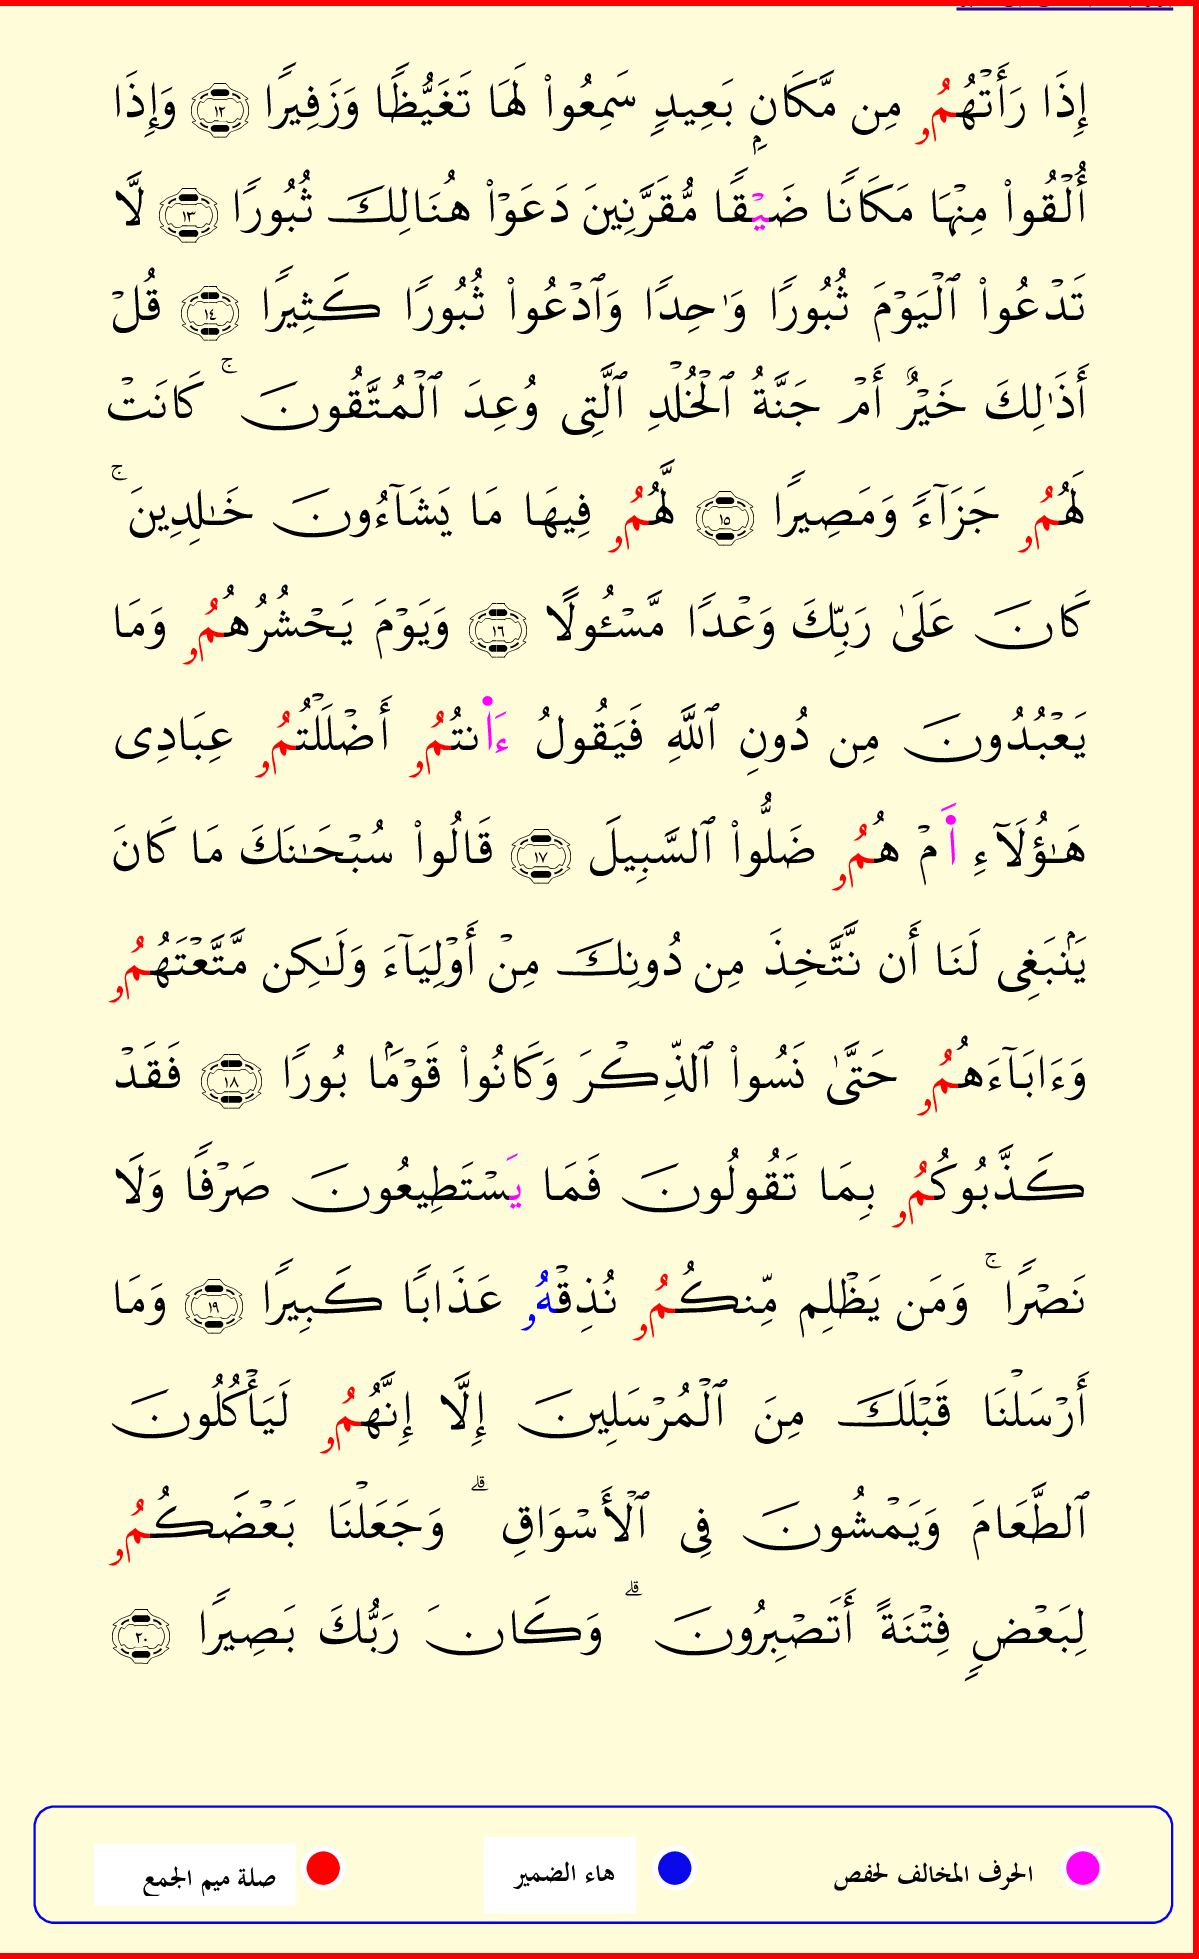 إِذَا رَأَتْهُمُۥ مِن مَّكَانٍۭ بَعِيدٍ سَمِعُوا۟ لَهَا تَغَيُّظًا وَزَفِيرًا ١٢ وَإِذَا
أُلْقُوا۟ مِنْهَا مَكَانًا ضَيْقًا مُّقَرَّنِينَ دَعَوْا۟ هُنَالِكَ ثُبُورًا ١٣ لَّا
تَدْعُوا۟ ٱلْيَوْمَ ثُبُورًا وَٰحِدًا وَٱدْعُوا۟ ثُبُورًا كَثِيرًا ١٤ قُلْ
أَذَٰلِكَ خَيْرٌ أَمْ جَنَّةُ ٱلْخُلْدِ ٱلَّتِى وُعِدَ ٱلْمُتَّقُونَ ۚ كَانَتْ
لَهُمُۥ جَزَآءً وَمَصِيرًا ١٥ لَّهُمُۥ فِيهَا مَا يَشَآءُونَ خَـٰلِدِينَ ۚ
كَانَ عَلَىٰ رَبِّكَ وَعْدًا مَّسْـُٔولًا ١٦ وَيَوْمَ يَحْشُرُهُمُۥ وَمَا
يَعْبُدُونَ مِن دُونِ ٱللَّهِ فَيَقُولُ ءَا۬نتُمُۥ أَضْلَلْتُمُۥ عِبَادِى
هَـٰٓؤُلَآءِ أَمْ هُمُۥ ضَلُّوا۟ ٱلسَّبِيلَ ١٧ قَالُوا۟ سُبْحَـٰنَكَ مَا كَانَ
يَنۢبَغِى لَنَا أَن نَّتَّخِذَ مِن دُونِكَ مِنْ أَوْلِيَآءَ وَلَـٰكِن مَّتَّعْتَهُمُۥ
وَءَابَآءَهُمُۥ حَتَّىٰ نَسُوا۟ ٱلذِّكْرَ وَكَانُوا۟ قَوْمًۢا بُورًا ١٨ فَقَدْ
كَذَّبُوكُمُۥ بِمَا تَقُولُونَ فَمَا يَسْتَطِيعُونَ صَرْفًا وَلَا
نَصْرًا ۚ وَمَن يَظْلِم مِّنكُمُۥ نُذِقْهُۥ عَذَابًا كَبِيرًا ١٩ وَمَا
أَرْسَلْنَا قَبْلَكَ مِنَ ٱلْمُرْسَلِينَ إِلَّا إِنَّهُمُۥ لَيَأْكُلُونَ
ٱلطَّعَامَ وَيَمْشُونَ فِى ٱلْأَسْوَاقِ ۗ وَجَعَلْنَا بَعْضَكُمُۥ
لِبَعْضٍ فِتْنَةً أَتَصْبِرُونَ ۗ وَكَانَ رَبُّكَ بَصِيرًا ٢٠
الحرف المخالف لحفص هاء الضمير صلة ميم الجمع